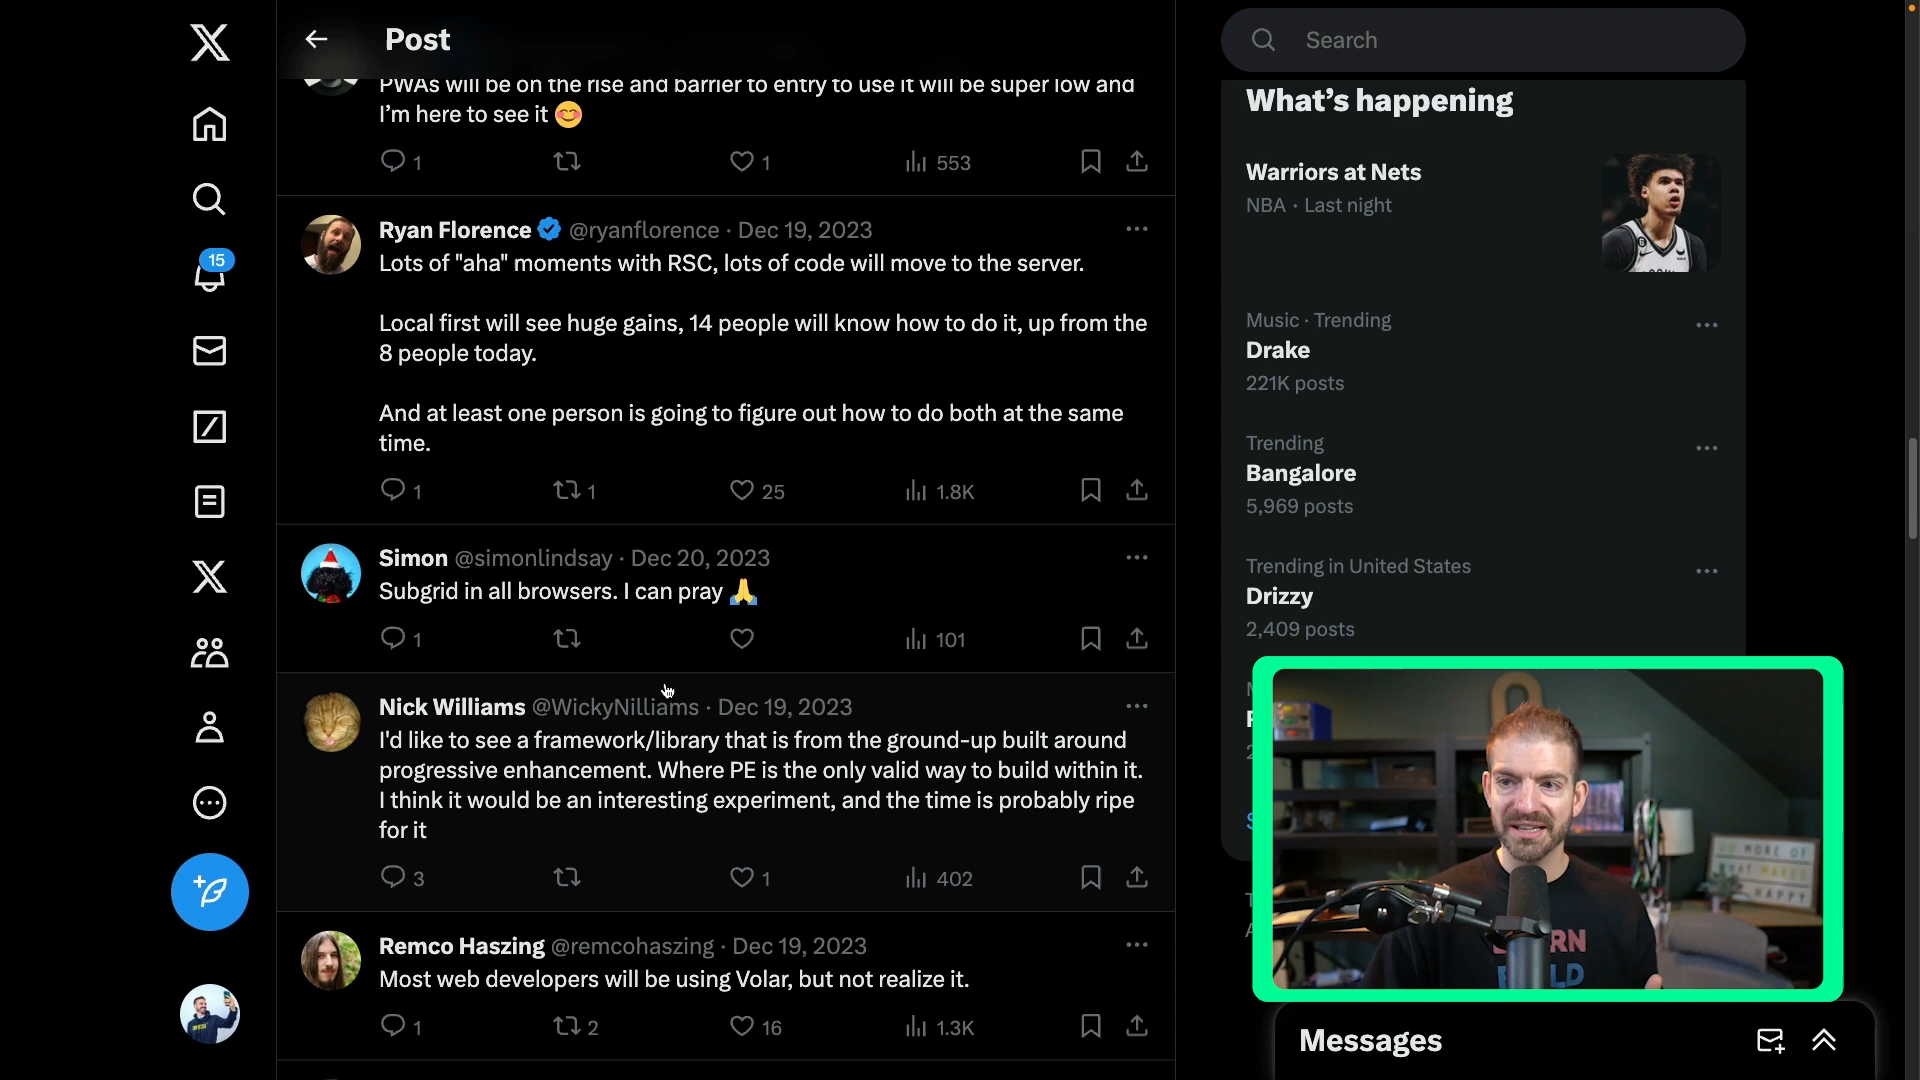 Post
Search
PWAs will be on the rise and barrier to entry to use it will be super low and
I'm here to see it 😊
1
1
553
15
Ryan Florence @ryanflorence · Dec 19, 2023
Lots of "aha" moments with RSC, lots of code will move to the server.
Local first will see huge gains, 14 people will know how to do it, up from the
8 people today.
And at least one person is going to figure out how to do both at the same
time.
1
1
25
1.8K
Simon @simonlindsay · Dec 20, 2023
Subgrid in all browsers. I can pray 🙏
1
101
Nick Williams @WickyNilliams · Dec 19, 2023
I'd like to see a framework/library that is from the ground-up built around
progressive enhancement. Where PE is the only valid way to build within it.
I think it would be an interesting experiment, and the time is probably ripe
for it
3
1
402
Remco Haszing @remcohaszing · Dec 19, 2023
Most web developers will be using Volar, but not realize it.
1
2
16
1.3K
What's happening
Warriors at Nets
NBA · Last night
Music · Trending
Drake
221K posts
Trending
Bangalore
5,969 posts
Trending in United States
Drizzy
2,409 posts
DO MORE OF
WHAT MAKES
HAPPY
Messages